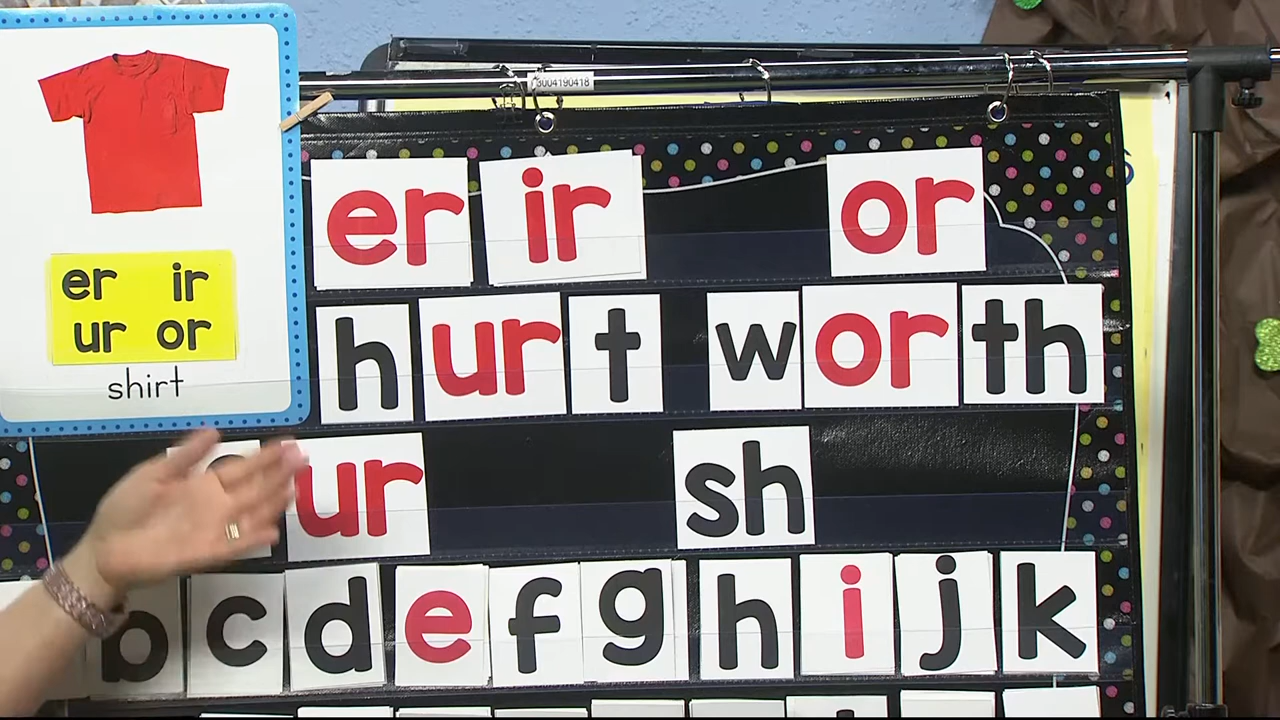 er ir
ur or
shirt
3004190418
er ir or
h ur t w or th
ur sh
b c d e f g h i j k